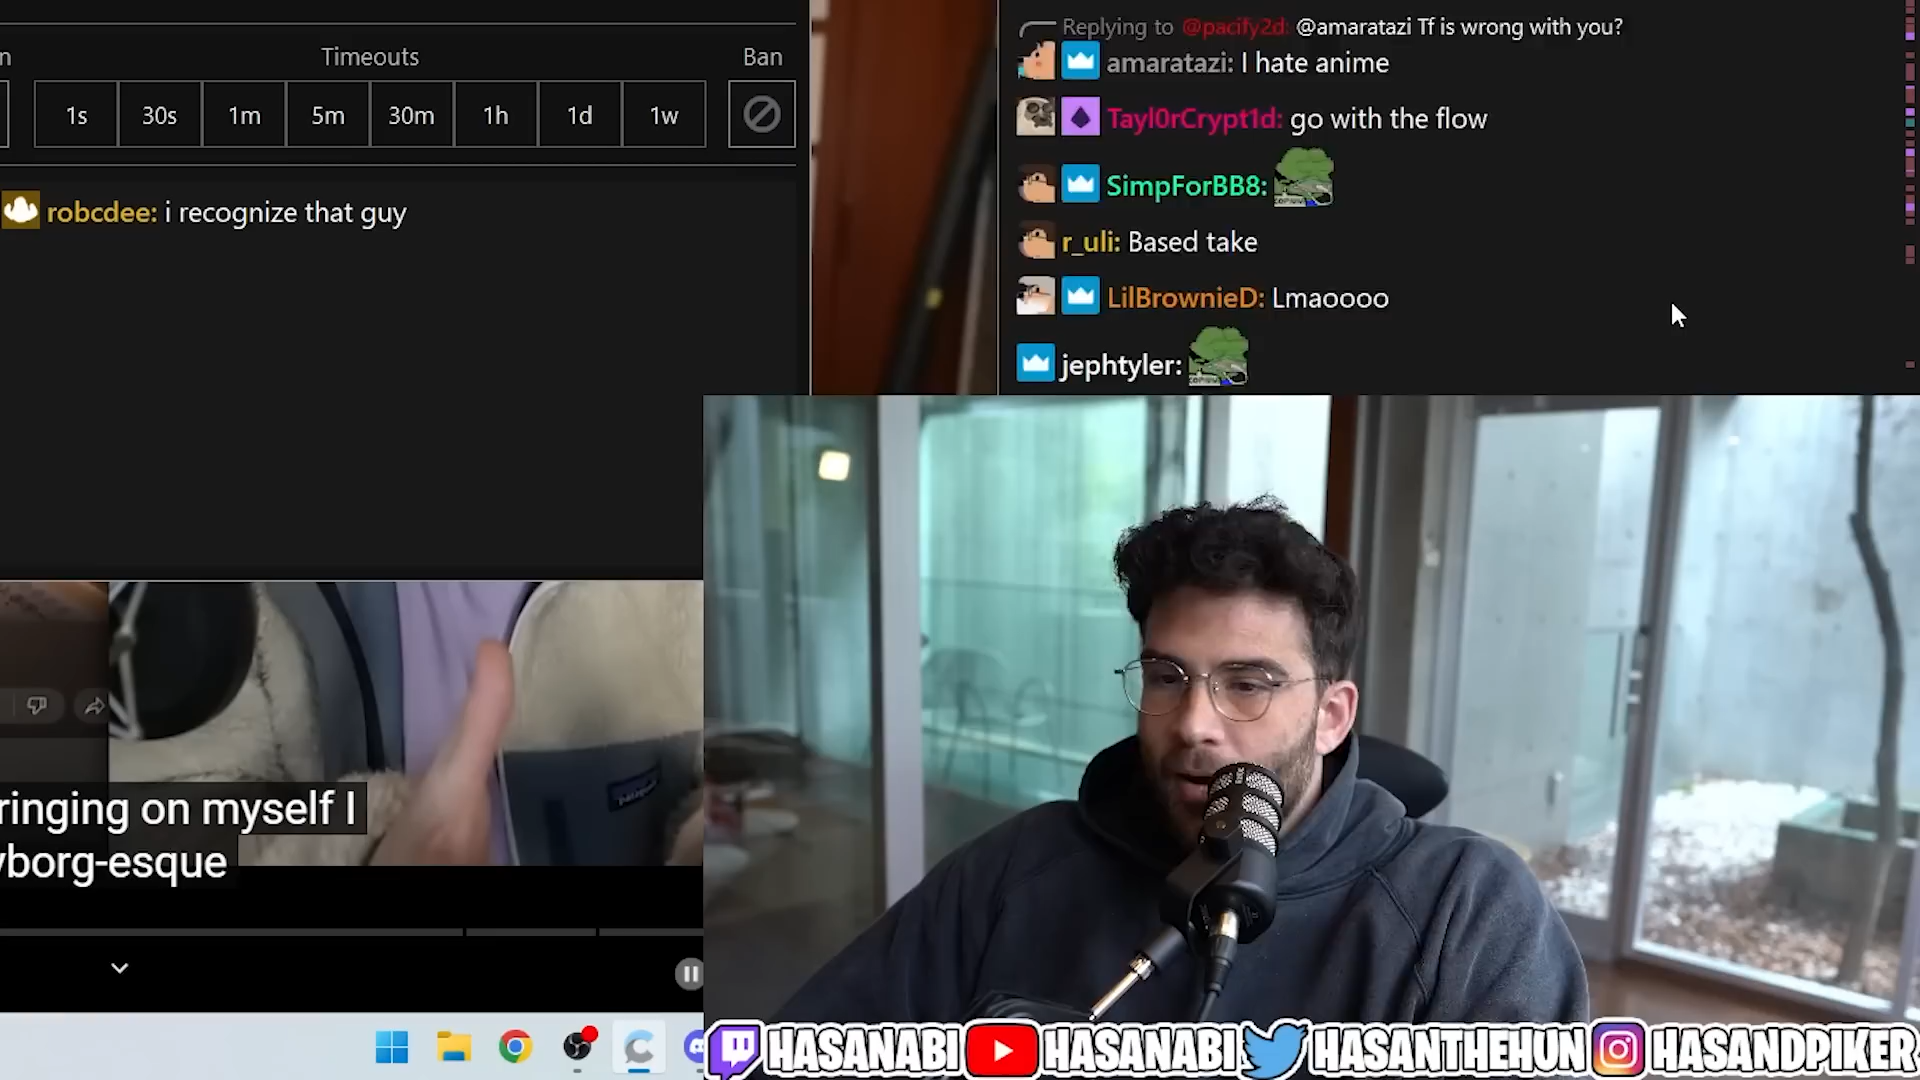 Timeouts
Ban
1s
30s
1m
5m
30m
1h
1d
1w
robcdee: i recognize that guy
Replying to @pacify2d: @amaratazi Tf is wrong with you?
amaratazi: I hate anime
Tayl0rCrypt1d: go with the flow
SimpForBB8:
r_uli: Based take
LilBrownieD: Lmaoooo
jephtyler:
ringing on myself I
yborg-esque
HASANABI
HASANABI
HASANTHEHUN
HASANDPIKER